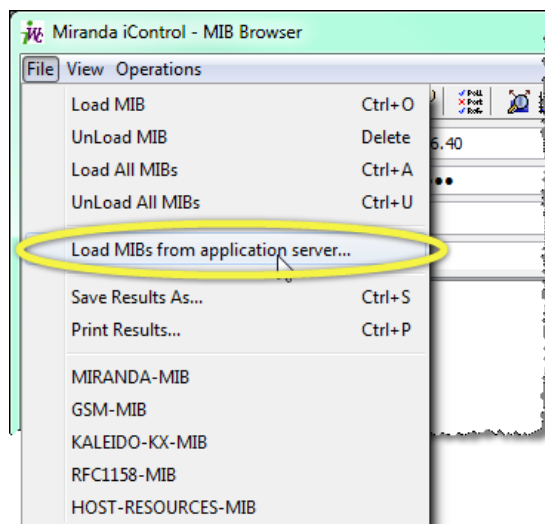 Miranda iControl - MIB Browser
File View Operations
Load MIB Ctrl+O
UnLoad MIB Delete
6.40
Load All MIBs Ctrl+A
UnLoad All MIBs Ctrl+U
Load MIBs from application server...
Save Results As... Ctrl+S
Print Results... Ctrl+P
MIRANDA-MIB
GSM-MIB
KALEIDO-KX-MIB
RFC1158-MIB
HOST-RESOURCES-MIB